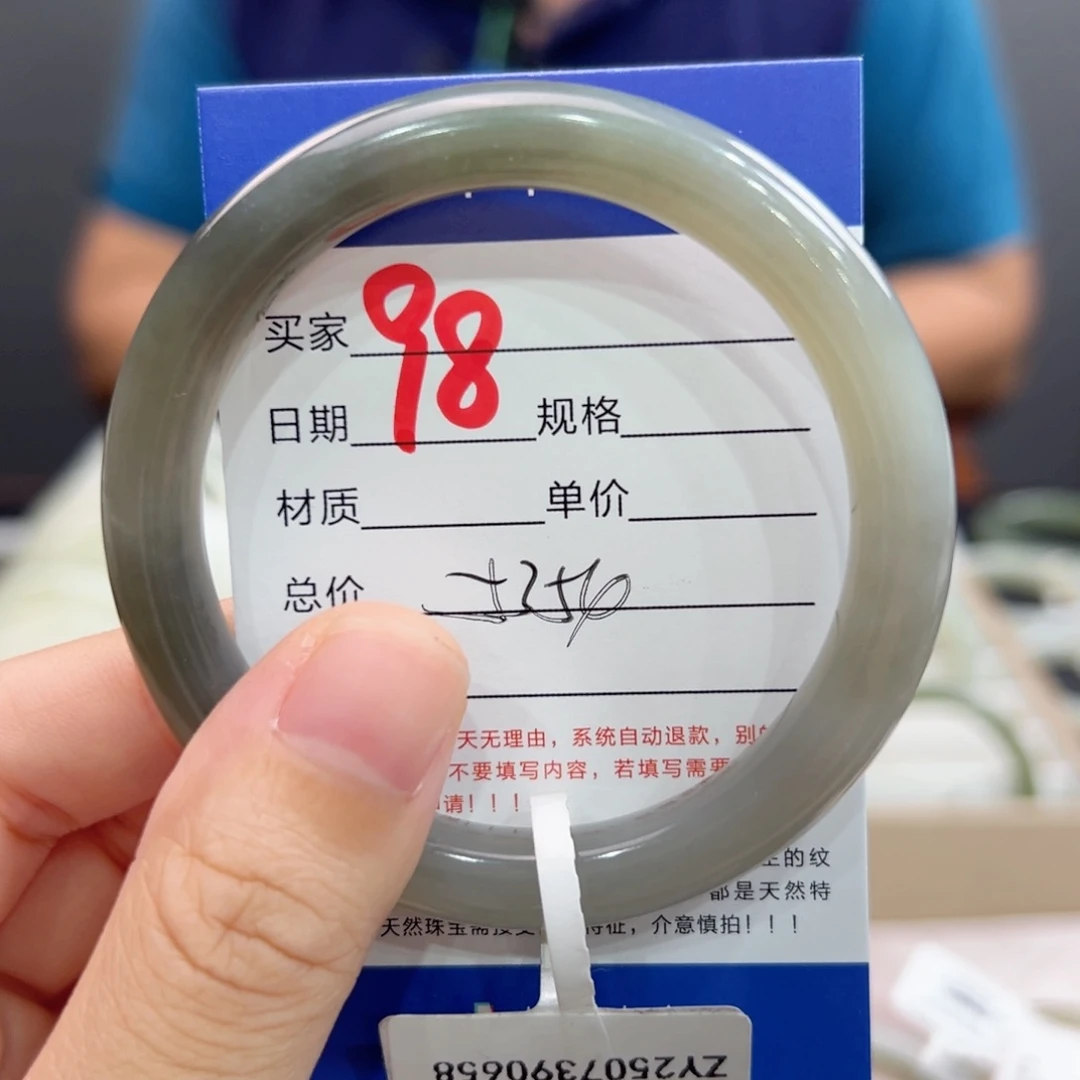 买家 98
日期 规格
材质 单价
总价
天无理由，系统自动退款，别
不要填写内容，若填写需要
请！！！
的纹
都是天然特
天然珠宝需接受 特征，介意慎拍！！！
ZY2507390658